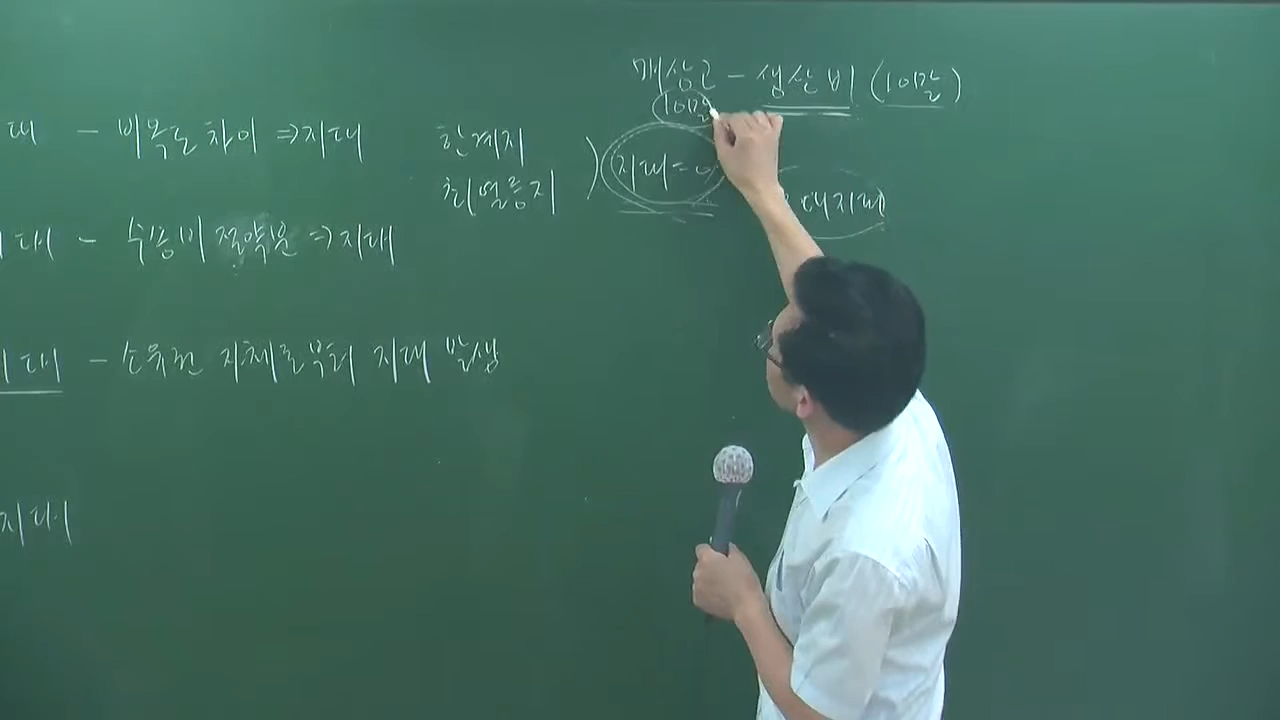 매상고 - 생산비 (10만)
(10만
대 - 비옥도 차이 ⇒ 지대
한계지
최열등지
지대=0
대지대
대 - 수송비 절약분 ⇒ 지대
대 - 소유권 자체로부터 지대 발생
지대